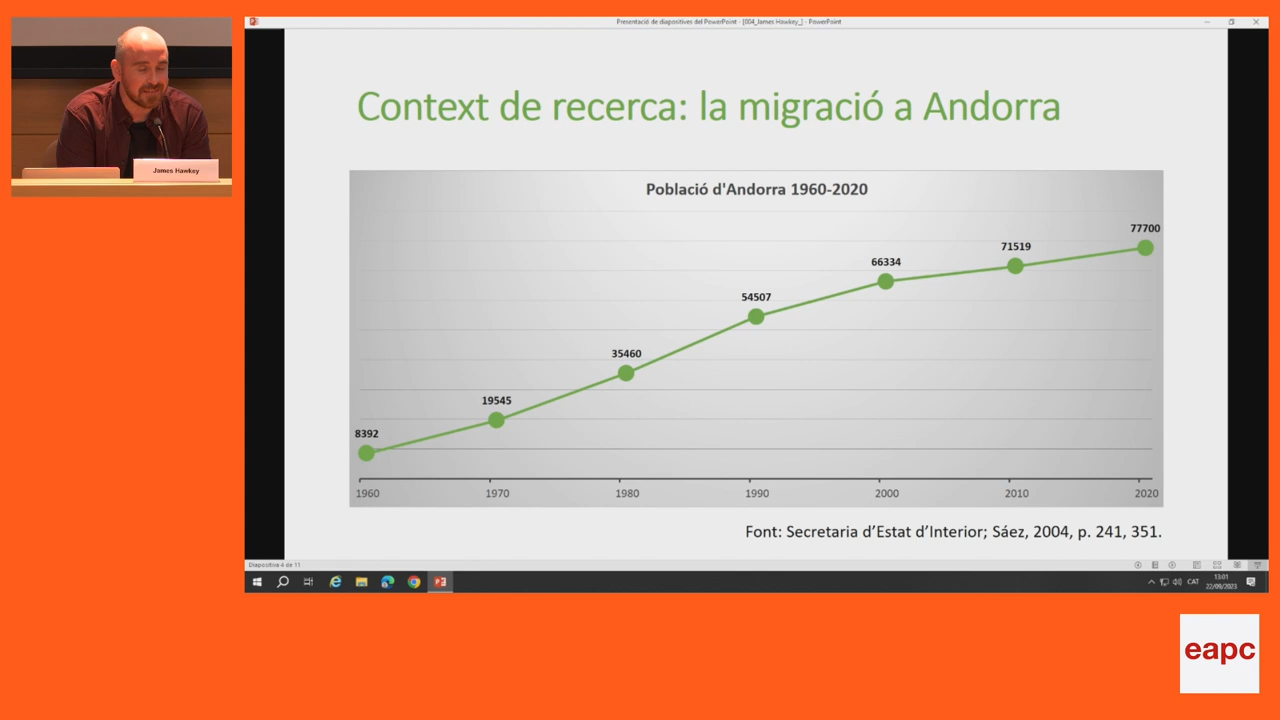 Presentació de diapositives del PowerPoint - [004_James Hawkey_] - PowerPoint
James Hawkey
Context de recerca: la migració a Andorra
Població d'Andorra 1960-2020
77700
71519
66334
54507
35460
19545
8392
1960 1970 1980 1990 2000 2010 2020
Font: Secretaria d’Estat d’Interior; Sáez, 2004, p. 241, 351.
Diapositiva 4 de 11
CAT
13:01
22/09/2023
eapc